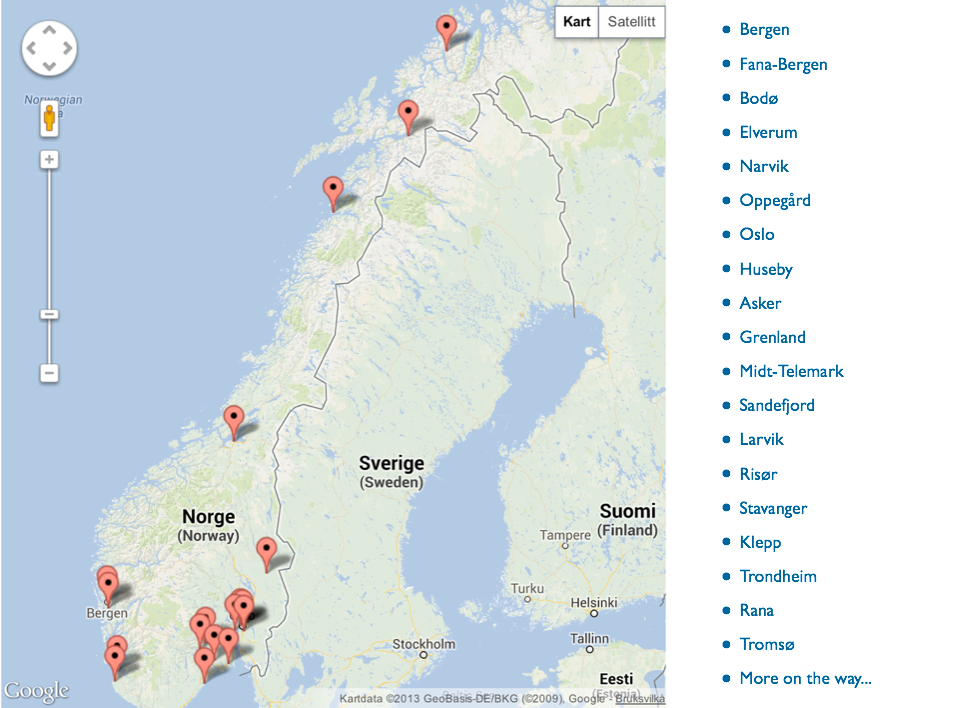 Kart
Satellitt
Norwegian
Sverige
(Sweden)
Norge
(Norway)
Suomi
(Finland)
Tampere
Turku
Helsinki
Bergen
Stockholm
Tallinn
Eesti
(Estonia)
Google
Kartdata ©2013 GeoBasis-DE/BKG (©2009), Google - Bruksvilkå
Bergen
Fana-Bergen
Bodø
Elverum
Narvik
Oppegård
Oslo
Huseby
Asker
Grenland
Midt-Telemark
Sandefjord
Larvik
Risør
Stavanger
Klepp
Trondheim
Rana
Tromsø
More on the way...